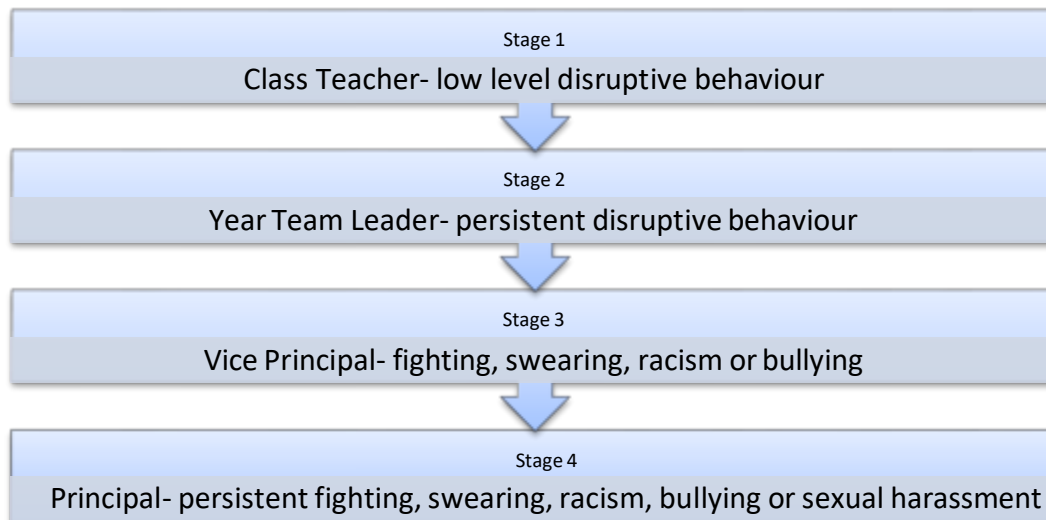 Stage 1
Class Teacher- low level disruptive behaviour
Stage 2
Year Team Leader- persistent disruptive behaviour
Stage 3
Vice Principal- fighting, swearing, racism or bullying
Stage 4
Principal- persistent fighting, swearing, racism, bullying or sexual harassment